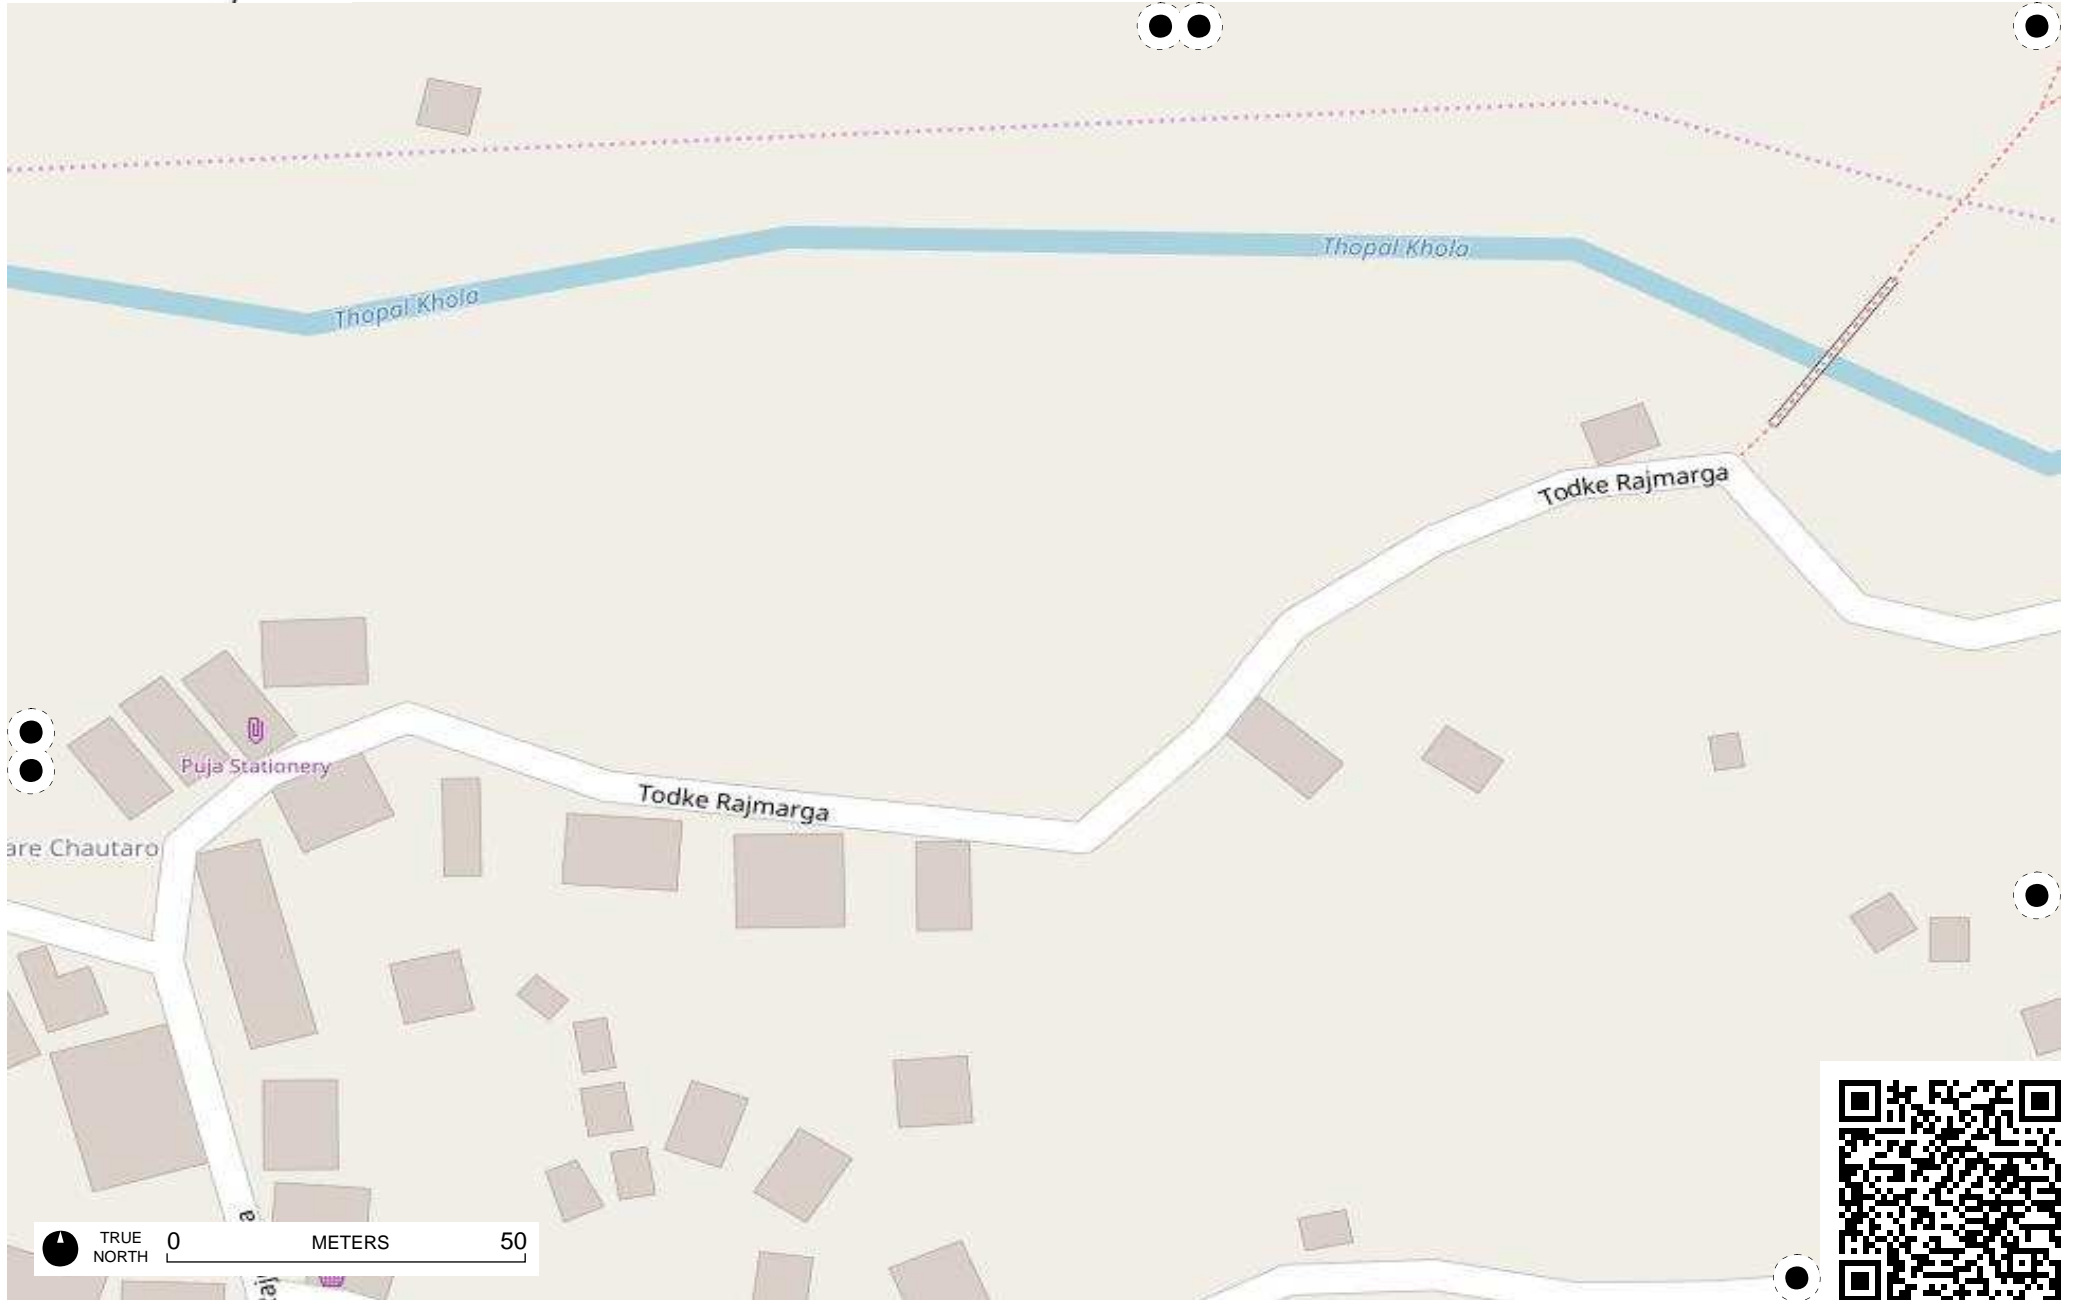 Thopal Khola
Thopal Khola
Todke Rajmarga
Puja Stationery
Todke Rajmarga
are Chautaro
TRUE NORTH
0 METERS 50